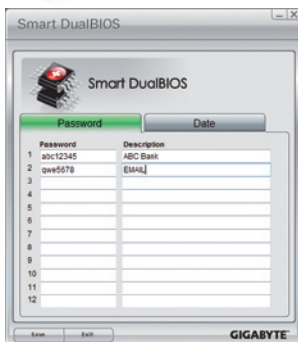 Smart DualBIOS
Smart DualBIOS
Password Date
Password Description
1 abc12345 ABC Bank
2 qwe5678 EMAIL
3
4
5
6
7
8
9
10
11
12
Save Exit GIGABYTE